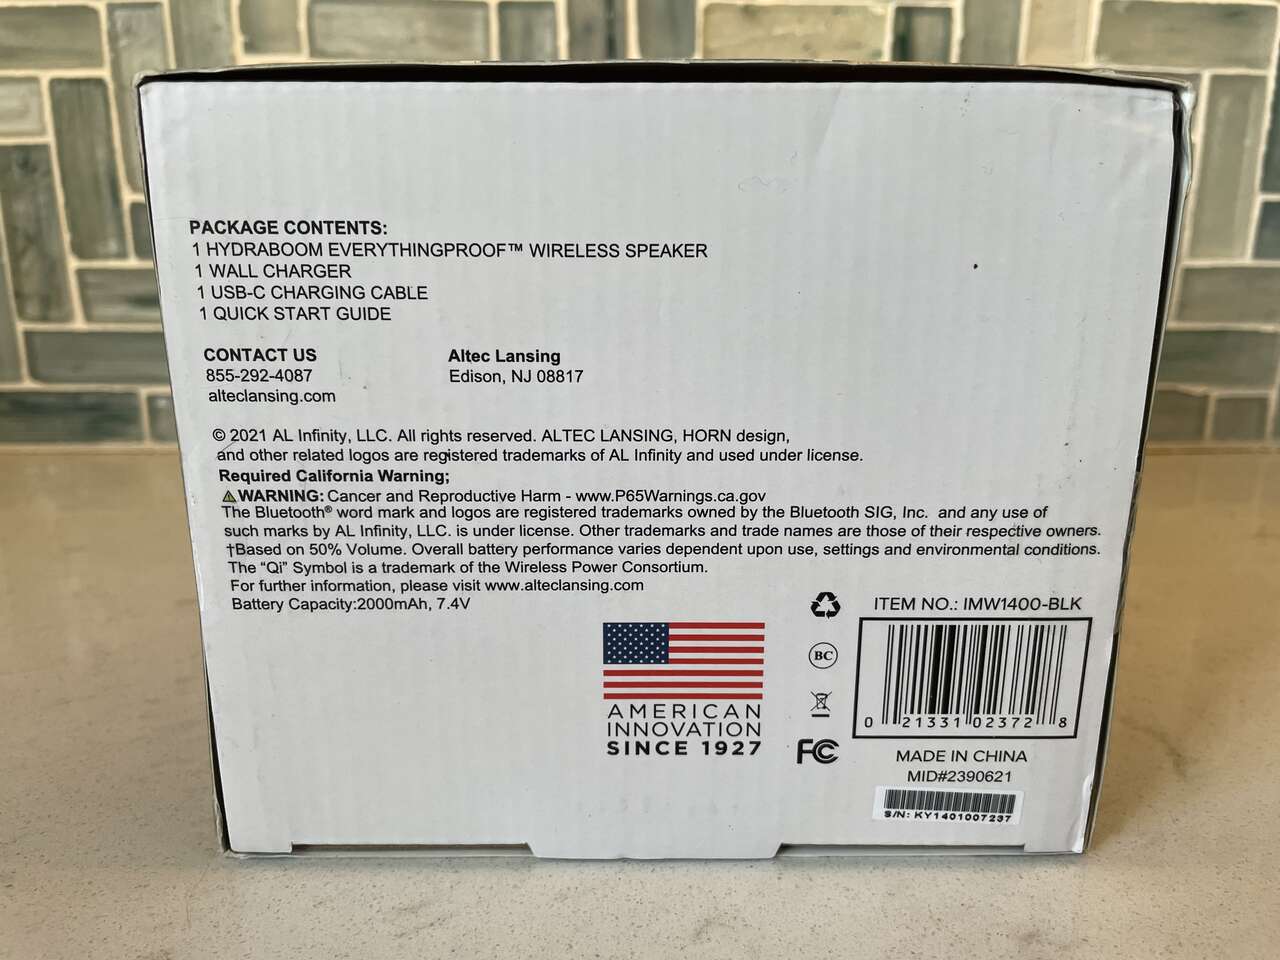 PACKAGE CONTENTS:
1 HYDRABOOM EVERYTHINGPROOF™ WIRELESS SPEAKER
1 WALL CHARGER
1 USB-C CHARGING CABLE
1 QUICK START GUIDE
CONTACT US
855-292-4087
alteclansing.com
Altec Lansing
Edison, NJ 08817
© 2021 AL Infinity, LLC. All rights reserved. ALTEC LANSING, HORN design,
and other related logos are registered trademarks of AL Infinity and used under license.
Required California Warning;
⚠WARNING: Cancer and Reproductive Harm - www.P65Warnings.ca.gov
The Bluetooth® word mark and logos are registered trademarks owned by the Bluetooth SIG, Inc. and any use of
such marks by AL Infinity, LLC. is under license. Other trademarks and trade names are those of their respective owners.
†Based on 50% Volume. Overall battery performance varies dependent upon use, settings and environmental conditions.
The “Qi” Symbol is a trademark of the Wireless Power Consortium.
For further information, please visit www.alteclansing.com
Battery Capacity:2000mAh, 7.4V
AMERICAN
INNOVATION
SINCE 1927
BC
FC
ITEM NO.: IMW1400-BLK
0 21331 02372 8
MADE IN CHINA
MID#2390621
S/N: KY1401007237